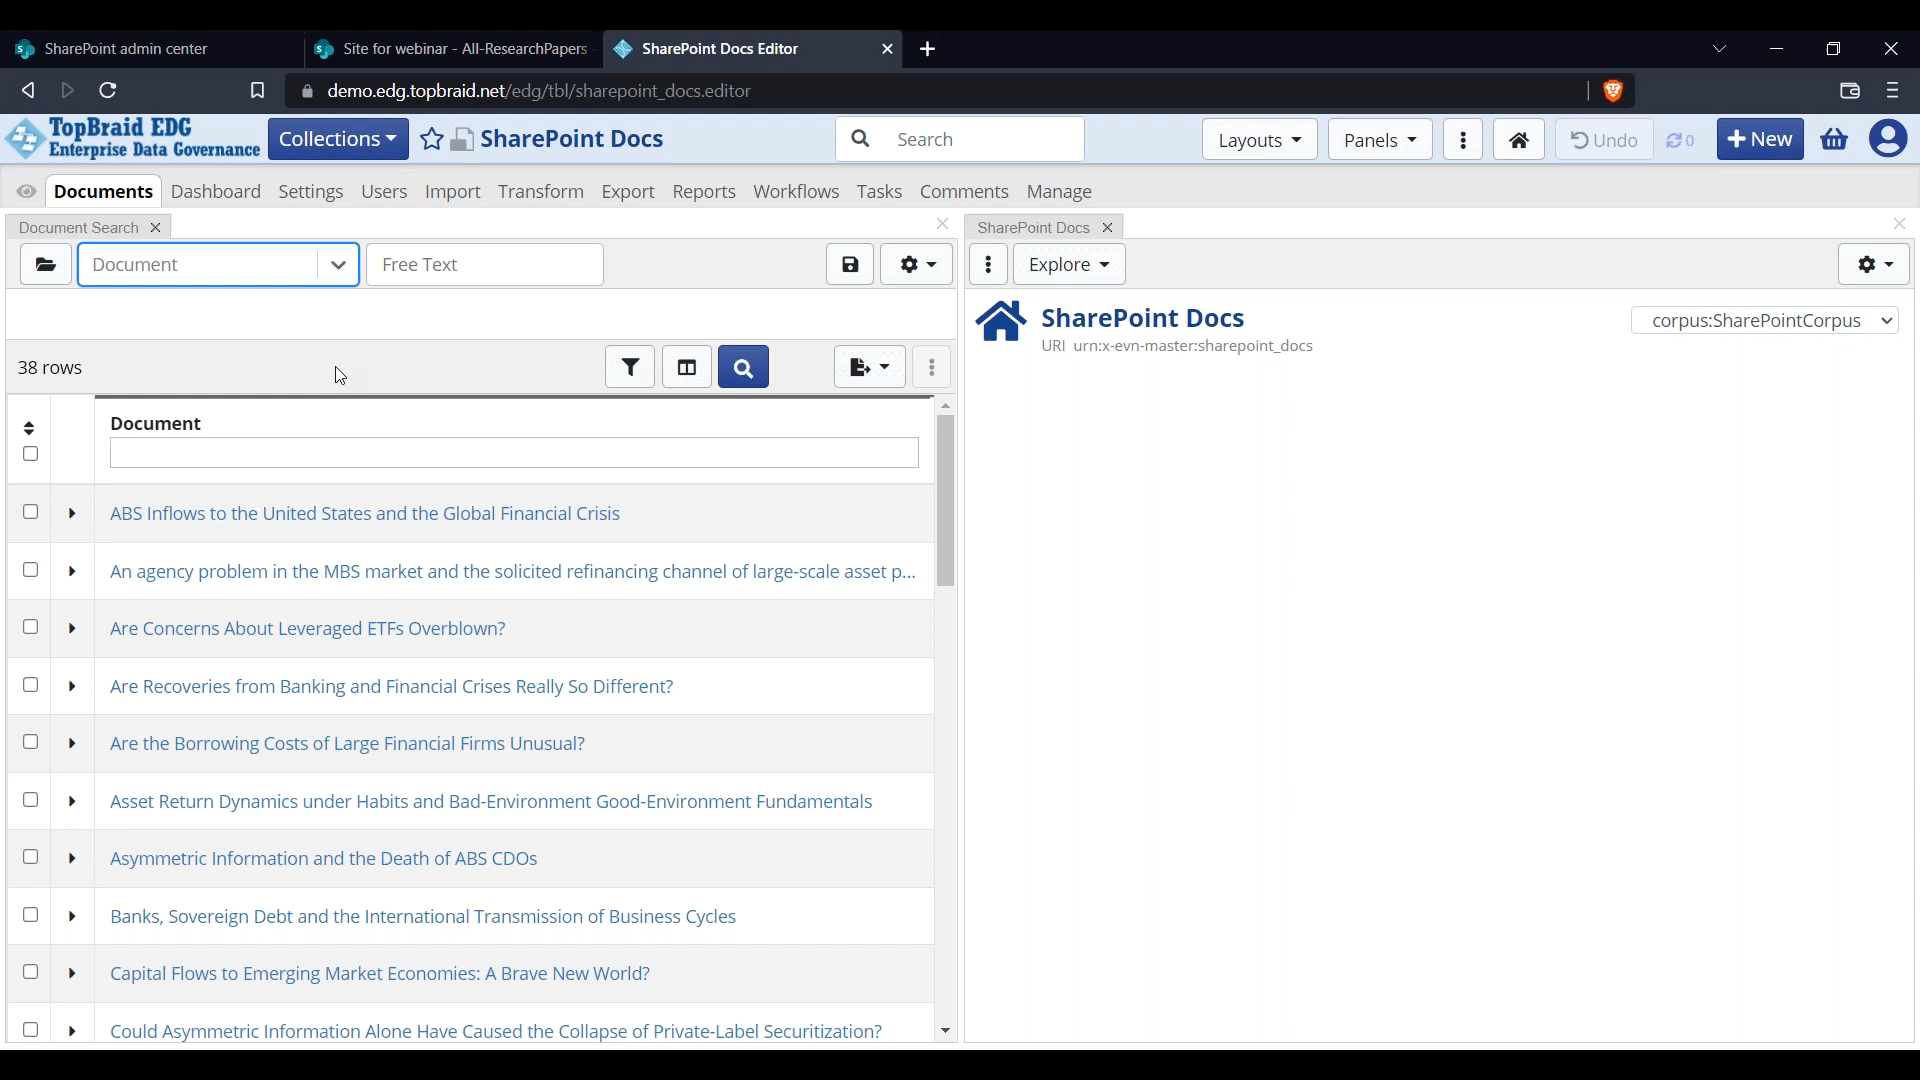 SharePoint admin center
Site for webinar - All-ResearchPapers
SharePoint Docs Editor
demo.edg.topbraid.net/edg/tbl/sharepoint_docs.editor
TopBraid EDG
Enterprise Data Governance
Collections
SharePoint Docs
Search
Layouts
Panels
Undo
0
+ New
Documents
Dashboard
Settings
Users
Import
Transform
Export
Reports
Workflows
Tasks
Comments
Manage
Document Search
SharePoint Docs
Document
Free Text
Explore
SharePoint Docs
corpus:SharePointCorpus
URI urn:x-evn-master:sharepoint_docs
38 rows
Document
ABS Inflows to the United States and the Global Financial Crisis
An agency problem in the MBS market and the solicited refinancing channel of large-scale asset p...
Are Concerns About Leveraged ETFs Overblown?
Are Recoveries from Banking and Financial Crises Really So Different?
Are the Borrowing Costs of Large Financial Firms Unusual?
Asset Return Dynamics under Habits and Bad-Environment Good-Environment Fundamentals
Asymmetric Information and the Death of ABS CDOs
Banks, Sovereign Debt and the International Transmission of Business Cycles
Capital Flows to Emerging Market Economies: A Brave New World?
Could Asymmetric Information Alone Have Caused the Collapse of Private-Label Securitization?